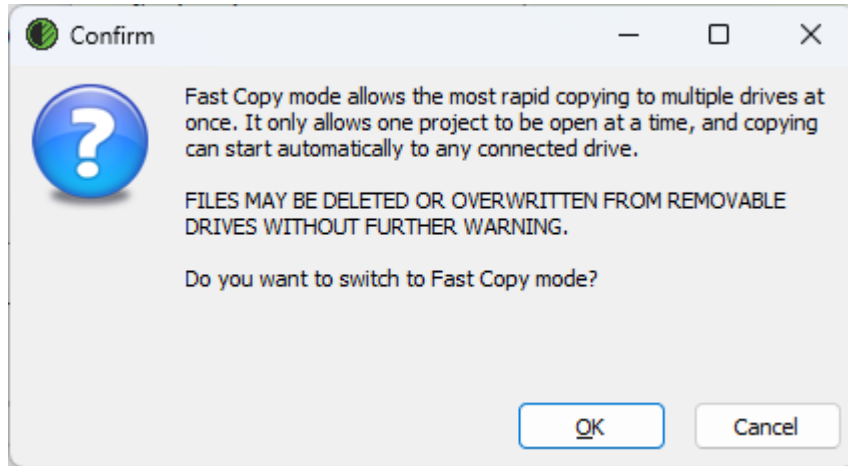 Confirm
Fast Copy mode allows the most rapid copying to multiple drives at
once. It only allows one project to be open at a time, and copying
can start automatically to any connected drive.
FILES MAY BE DELETED OR OVERWRITTEN FROM REMOVABLE
DRIVES WITHOUT FURTHER WARNING.
Do you want to switch to Fast Copy mode?
OK
Cancel